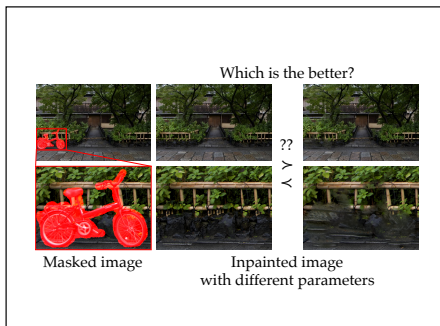 Which is the better?
??
≻
≺
Masked image
Inpainted image
with different parameters